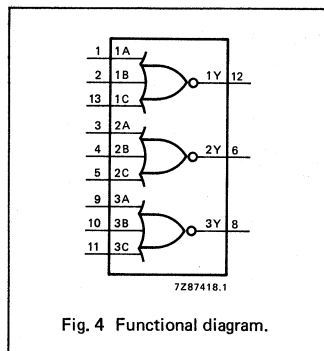 1 1A
2 1B 1Y 12
13 1C
3 2A
4 2B 2Y 6
5 2C
9 3A
10 3B 3Y 8
11 3C
7Z87418.1
Fig. 4 Functional diagram.